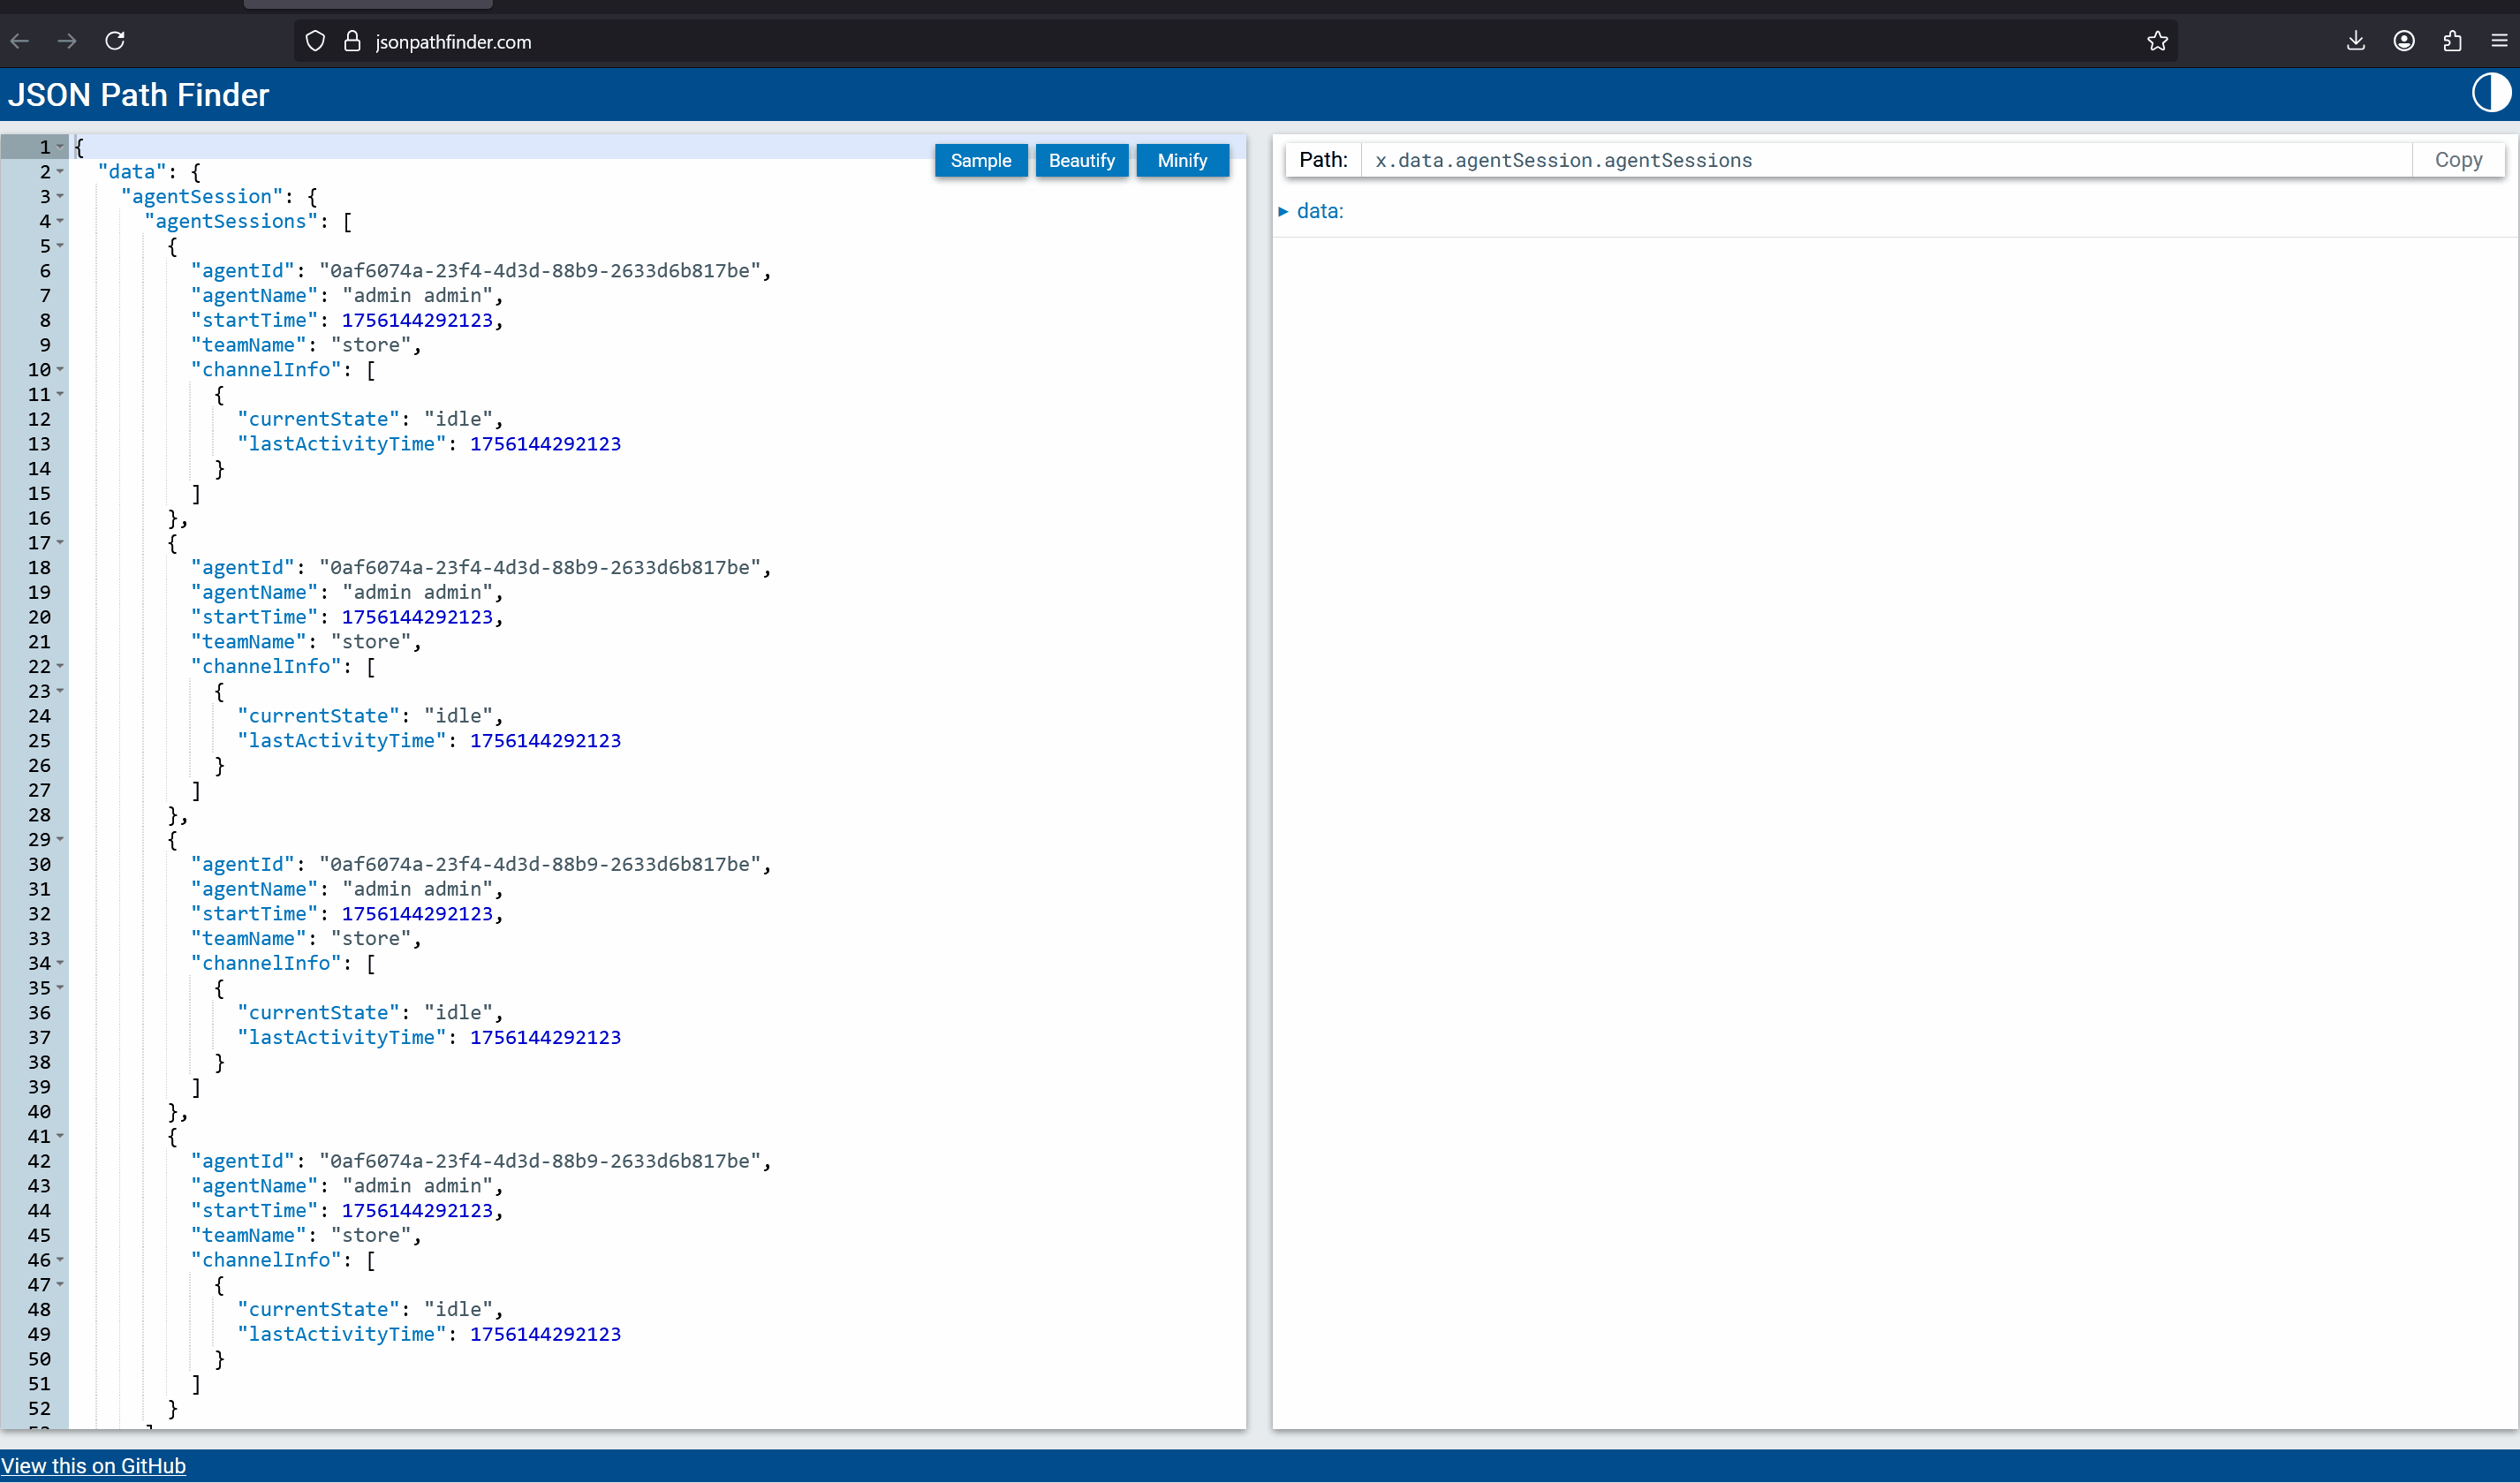 jsonpathfinder.com
JSON Path Finder
Sample Beautify Minify
1 {
2 "data": {
3 "agentSession": {
4 "agentSessions": [
5 {
6 "agentId": "0af6074a-23f4-4d3d-88b9-2633d6b817be",
7 "agentName": "admin admin",
8 "startTime": 1756144292123,
9 "teamName": "store",
10 "channelInfo": [
11 {
12 "currentState": "idle",
13 "lastActivityTime": 1756144292123
14 }
15 ]
16 },
17 {
18 "agentId": "0af6074a-23f4-4d3d-88b9-2633d6b817be",
19 "agentName": "admin admin",
20 "startTime": 1756144292123,
21 "teamName": "store",
22 "channelInfo": [
23 {
24 "currentState": "idle",
25 "lastActivityTime": 1756144292123
26 }
27 ]
28 },
29 {
30 "agentId": "0af6074a-23f4-4d3d-88b9-2633d6b817be",
31 "agentName": "admin admin",
32 "startTime": 1756144292123,
33 "teamName": "store",
34 "channelInfo": [
35 {
36 "currentState": "idle",
37 "lastActivityTime": 1756144292123
38 }
39 ]
40 },
41 {
42 "agentId": "0af6074a-23f4-4d3d-88b9-2633d6b817be",
43 "agentName": "admin admin",
44 "startTime": 1756144292123,
45 "teamName": "store",
46 "channelInfo": [
47 {
48 "currentState": "idle",
49 "lastActivityTime": 1756144292123
50 }
51 ]
52 }
Path: x.data.agentSession.agentSessions Copy
data:
View this on GitHub